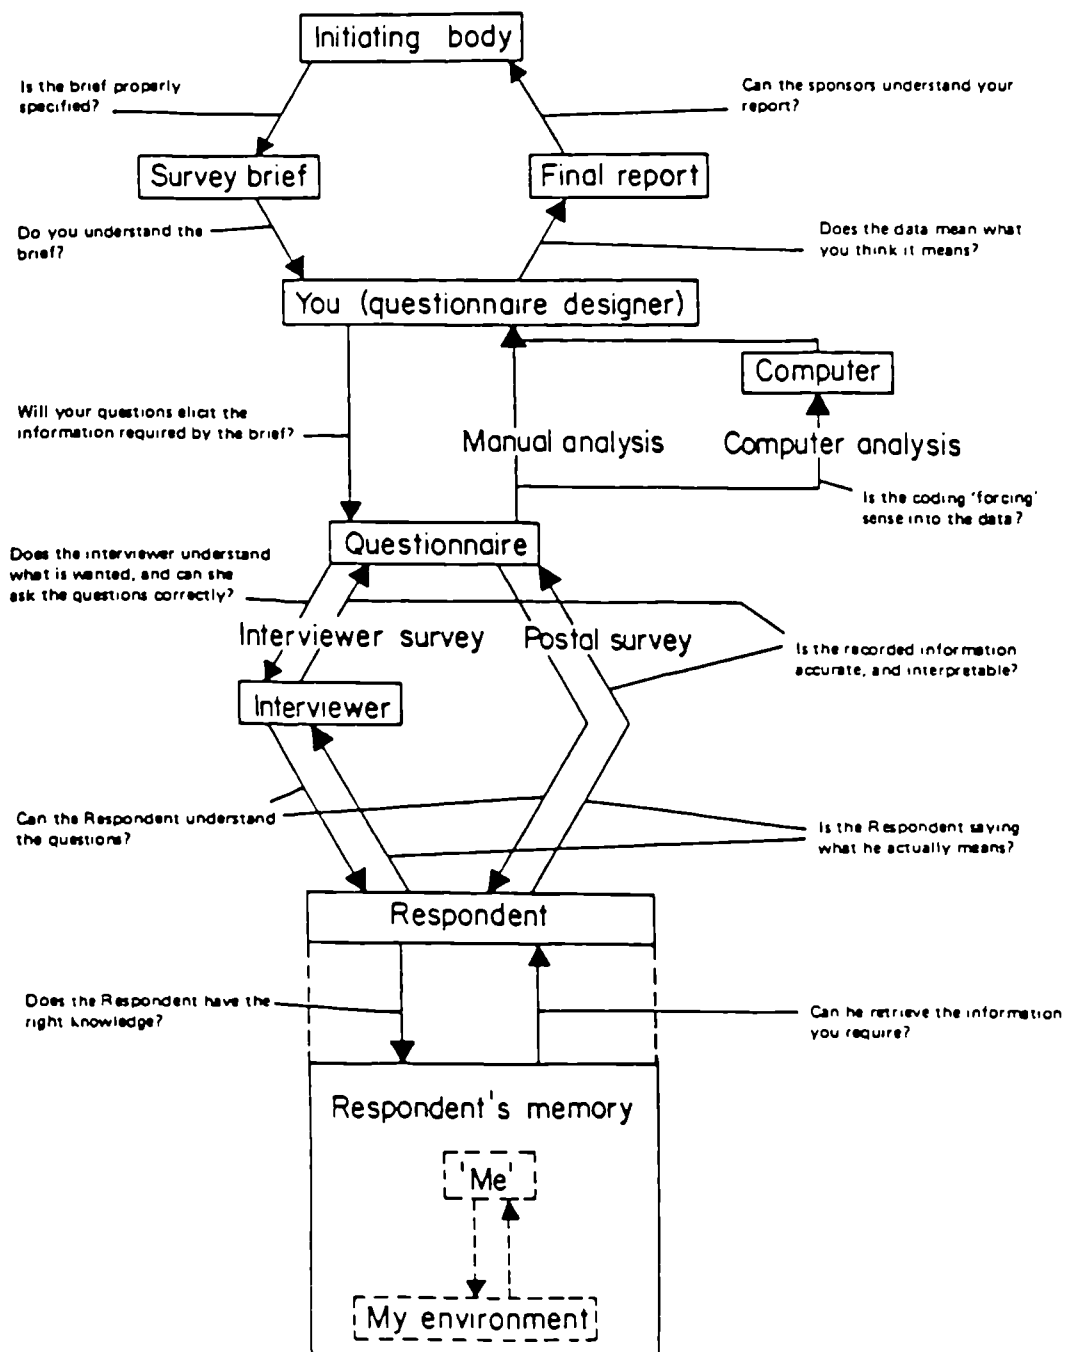 Initiating body
Is the brief properly
specified?
Can the sponsors understand your
report?
Survey brief
Final report
Do you understand the
brief?
Does the data mean what
you think it means?
You (questionnaire designer)
Computer
Will your questions elicit the
information required by the brief?
Manual analysis
Computer analysis
Is the coding 'forcing'
sense into the data?
Questionnaire
Does the interviewer understand
what is wanted, and can she
ask the questions correctly?
Interviewer survey
Postal survey
Is the recorded information
accurate, and interpretable?
Interviewer
Can the Respondent understand
the questions?
Is the Respondent saying
what he actually means?
Respondent
Does the Respondent have the
right knowledge?
Can he retrieve the information
you require?
Respondent's memory
'Me'
My environment